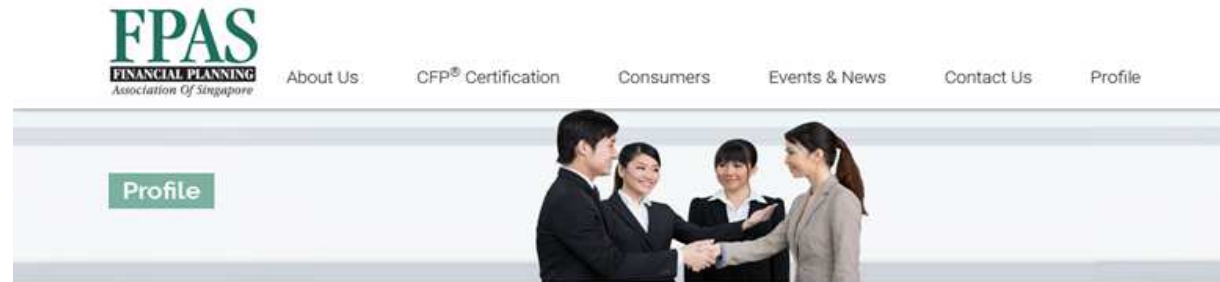 FPAS
FINANCIAL PLANNING
Association Of Singapore
About Us
CFP® Certification
Consumers
Events & News
Contact Us
Profile
Profile